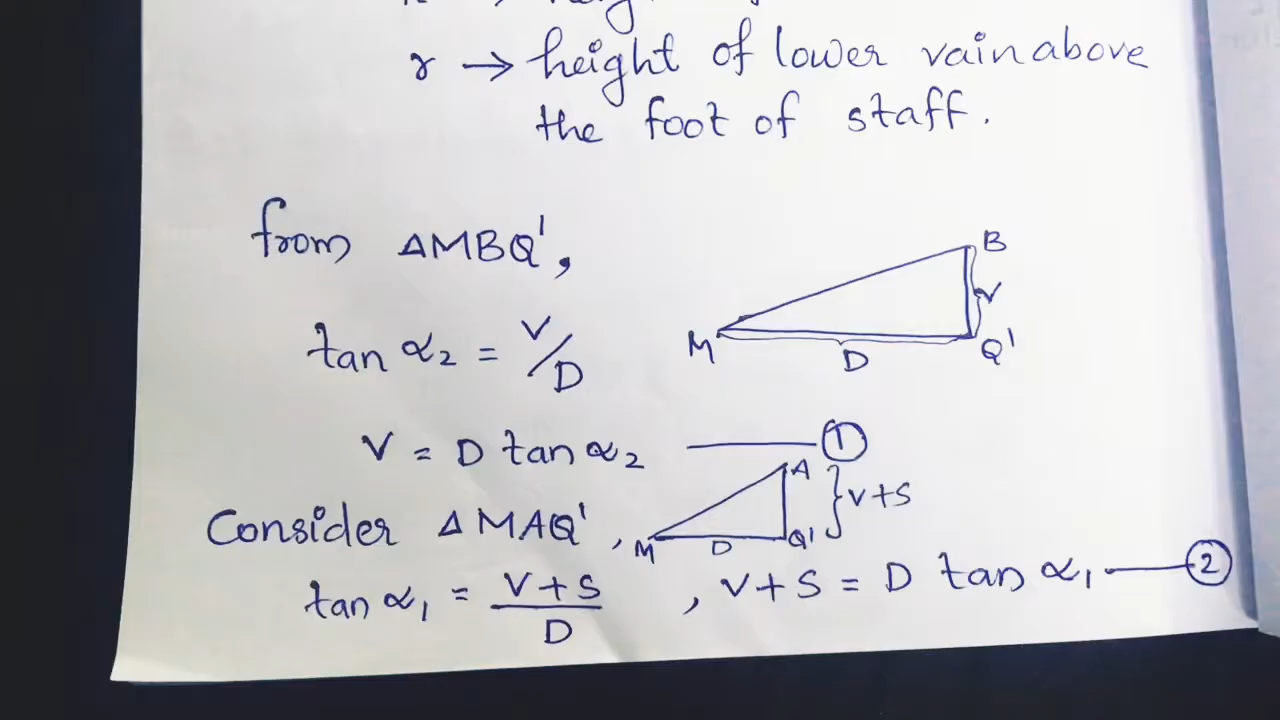 r → height of lower vain above
the foot of staff.
from ΔMBQ',
B
V
M
D
Q'
tan α2 = V/D
V = D tan α2 ——— ①
A
V+S
Consider ΔMAQ',
M
D
Q'
tan α1 = V+S/D , V+S = D tan α1 —— ②